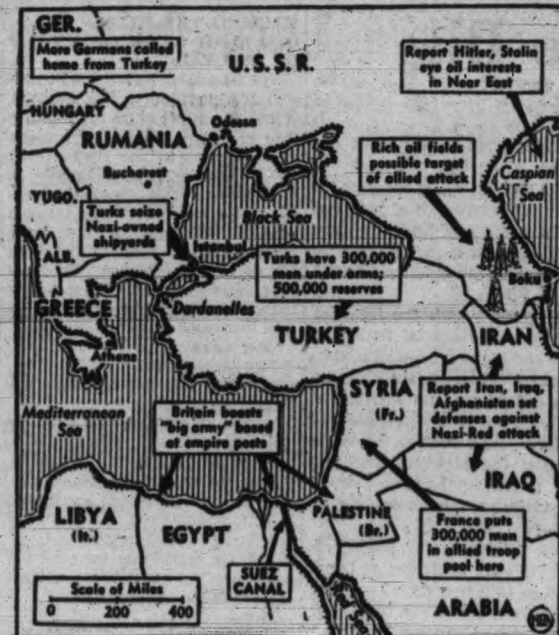 GER.
More Germans called
home from Turkey
U. S. S. R.
Report Hitler, Stalin
eye oil interests
in Near East
HUNGARY
RUMANIA
Odessa
Bucharest
Rich oil fields
possible target
of allied attack
Caspian
Sea
YUGO.
Turks seize
Nazi-owned
shipyards
Black Sea
ALB.
Istanbul
Turks have 300,000
men under arms;
500,000 reserves
Baku
GREECE
Dardanelles
TURKEY
IRAN
Athens
SYRIA
(Fr.)
Report Iran, Iraq,
Afghanistan set
defenses against
Nazi-Red attack
Mediterranean
Sea
Britain boasts
"big army" based
at empire posts
IRAQ
LIBYA
(It.)
EGYPT
PALESTINE
(Br.)
France puts
300,000 men
in allied troop
pool here
SUEZ
CANAL
Scale of Miles
0 200 400
Red Sea
ARABIA